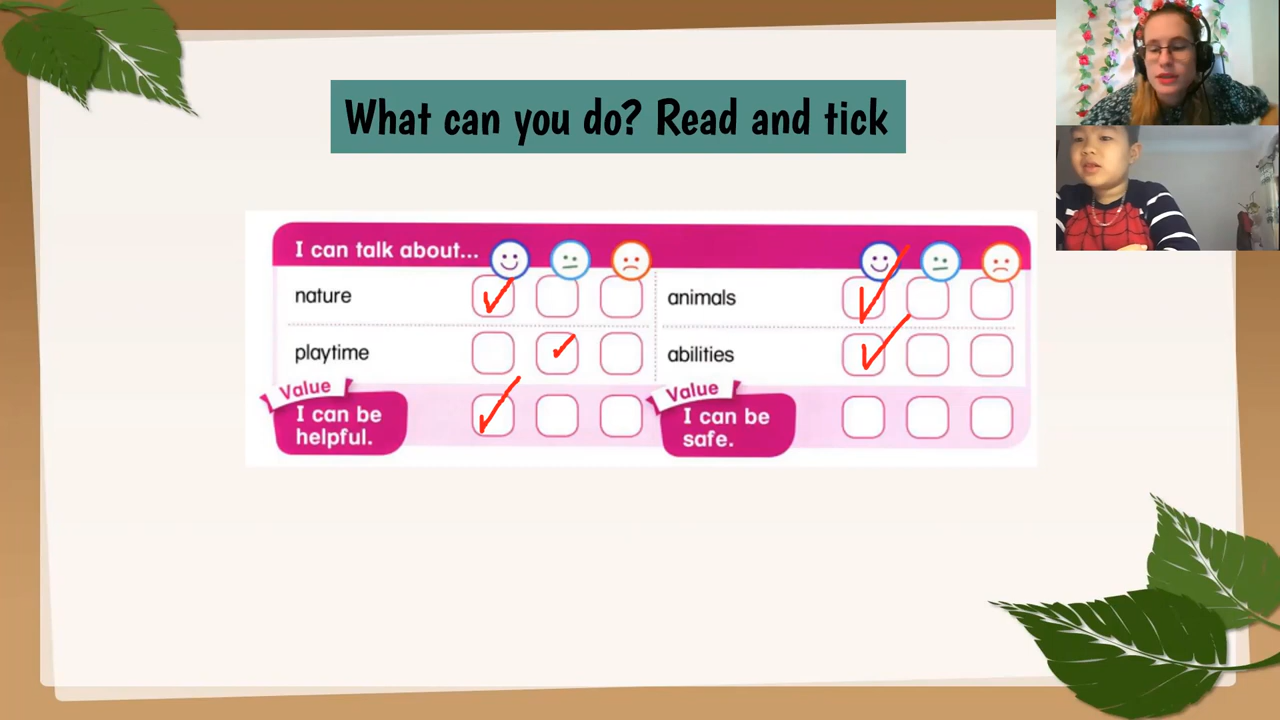 What can you do? Read and tick
I can talk about...
nature
animals
playtime
abilities
Value
I can be
helpful.
Value
I can be
safe.